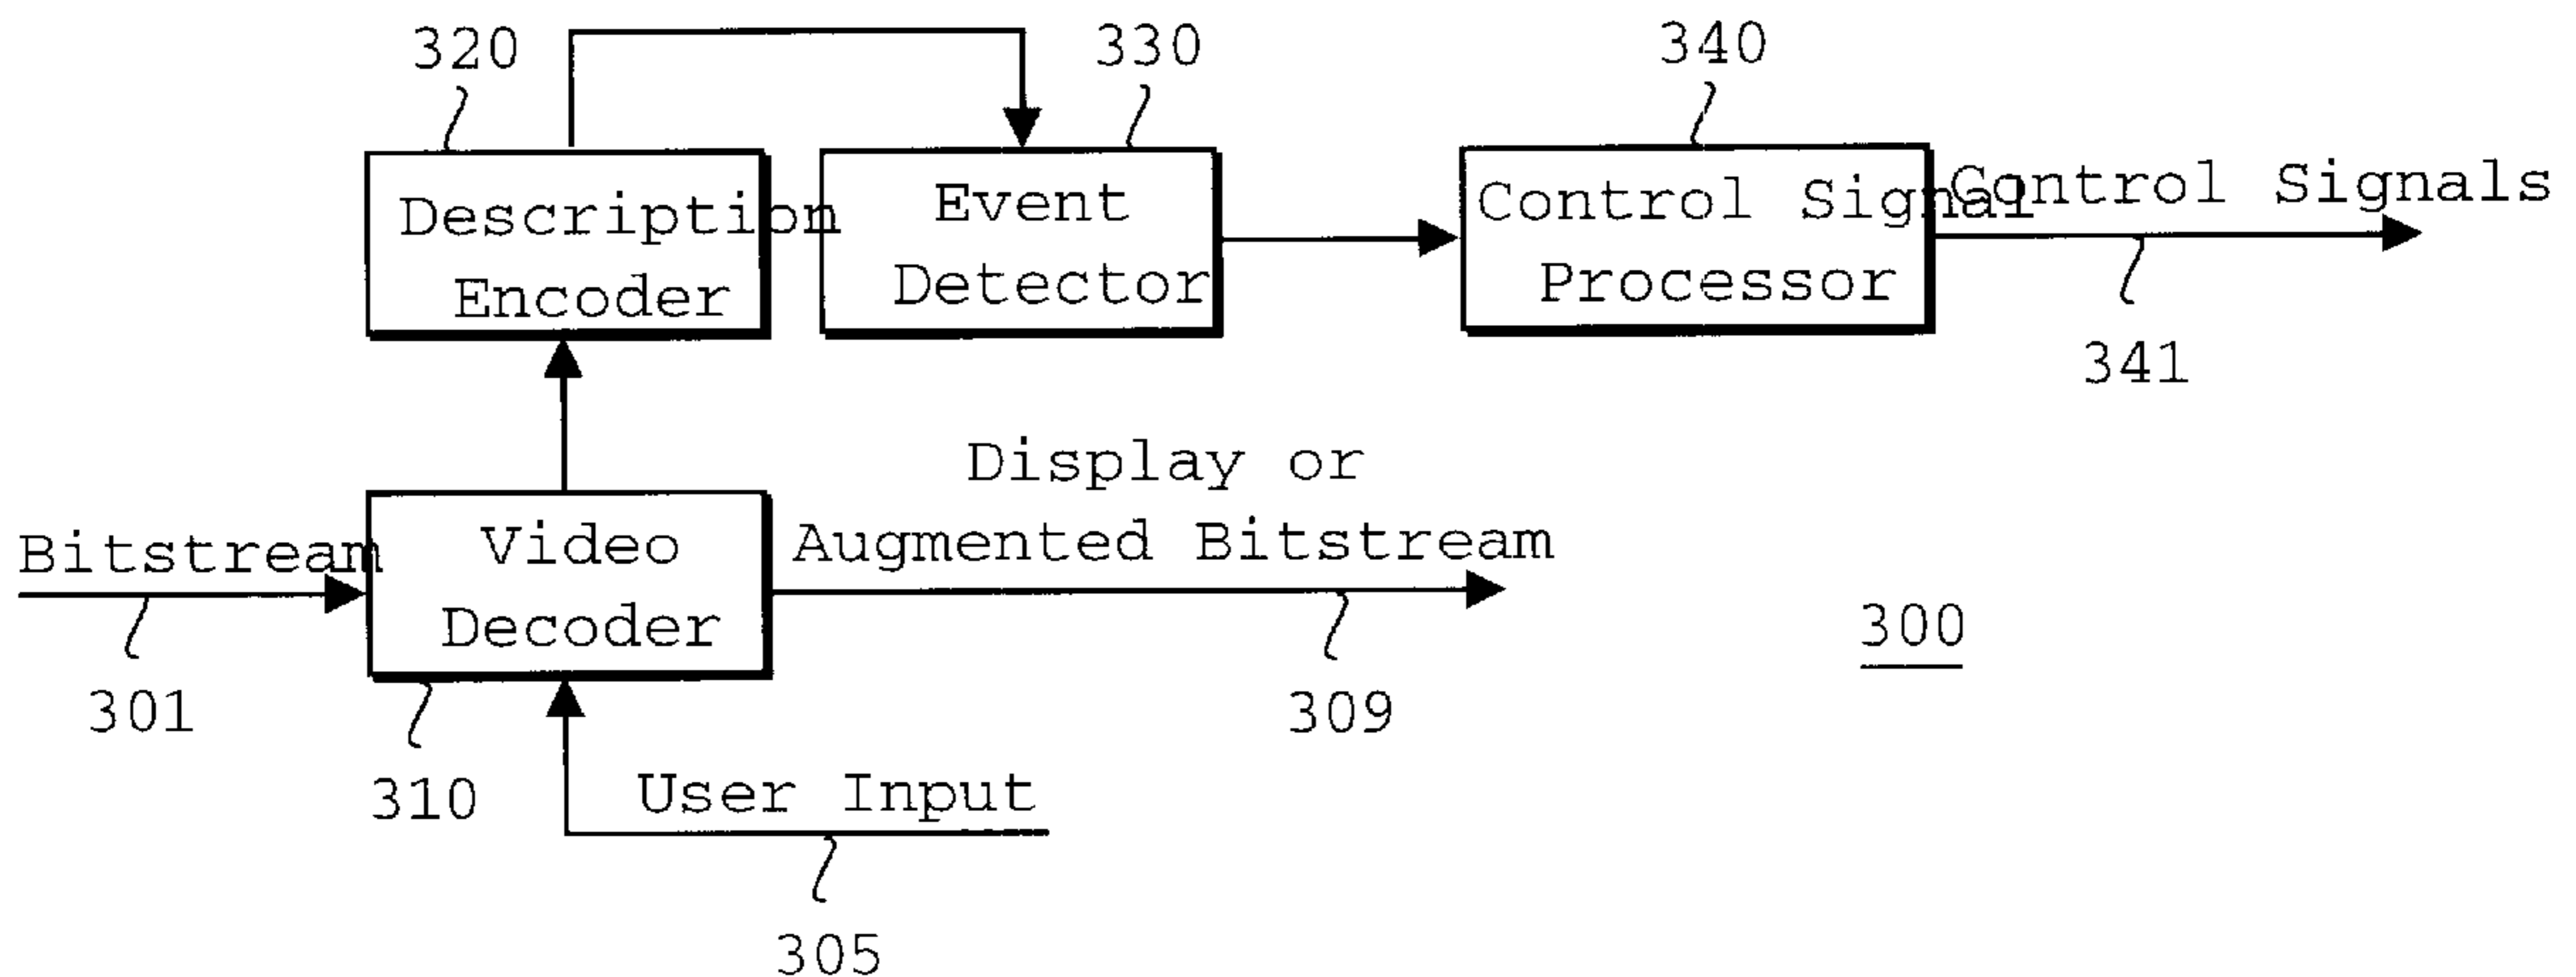 320
330
340
Description
Encoder
Event
Detector
Control Signal
Processor
Control Signals
341
Display or
Augmented Bitstream
Bitstream
Video
Decoder
300
301
309
310
User Input
305